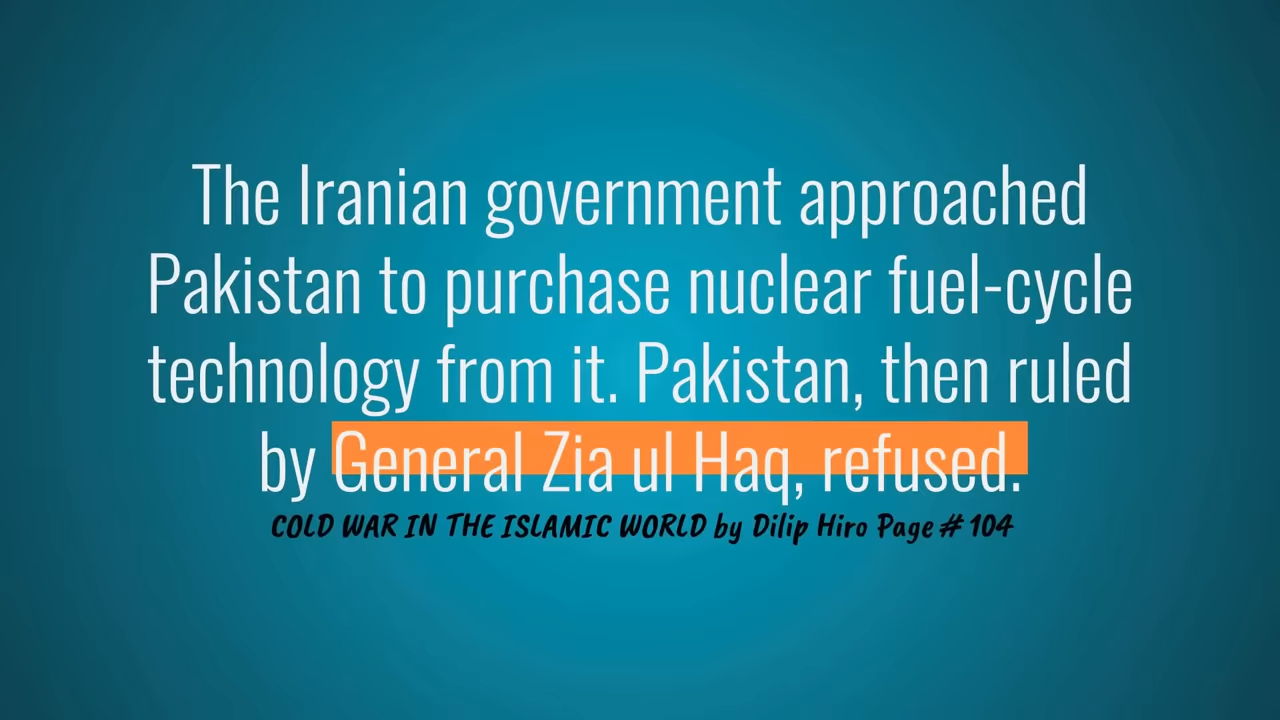 The Iranian government approached
Pakistan to purchase nuclear fuel-cycle
technology from it. Pakistan, then ruled
by General Zia ul Haq, refused.
COLD WAR IN THE ISLAMIC WORLD by Dilip Hiro Page # 104